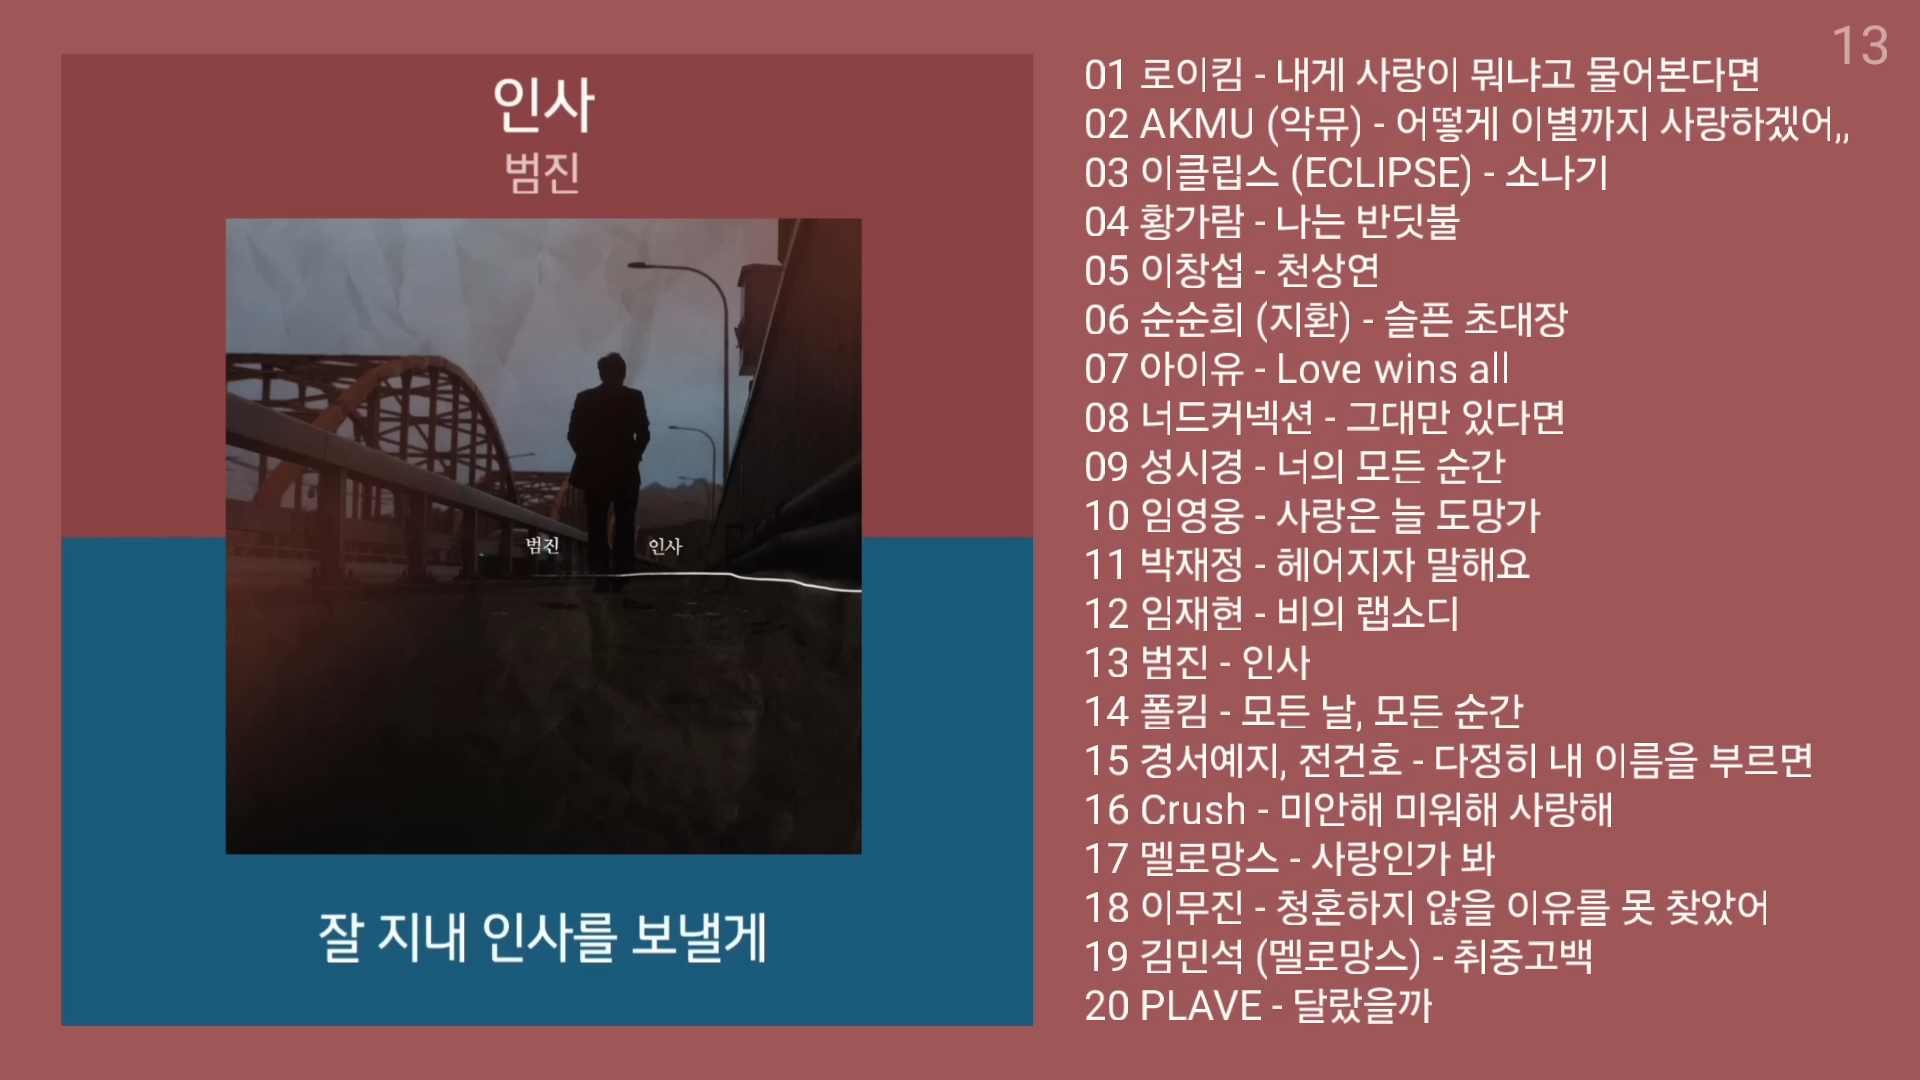 13
인사
범진
범진 인사
잘 지내 인사를 보낼게
01 로이킴 - 내게 사랑이 뭐냐고 물어본다면
02 AKMU (악뮤) - 어떻게 이별까지 사랑하겠어,,
03 이클립스 (ECLIPSE) - 소나기
04 황가람 - 나는 반딧불
05 이창섭 - 천상연
06 순순희 (지환) - 슬픈 초대장
07 아이유 - Love wins all
08 너드커넥션 - 그대만 있다면
09 성시경 - 너의 모든 순간
10 임영웅 - 사랑은 늘 도망가
11 박재정 - 헤어지자 말해요
12 임재현 - 비의 랩소디
13 범진 - 인사
14 폴킴 - 모든 날, 모든 순간
15 경서예지, 전건호 - 다정히 내 이름을 부르면
16 Crush - 미안해 미워해 사랑해
17 멜로망스 - 사랑인가 봐
18 이무진 - 청혼하지 않을 이유를 못 찾았어
19 김민석 (멜로망스) - 취중고백
20 PLAVE - 달랐을까